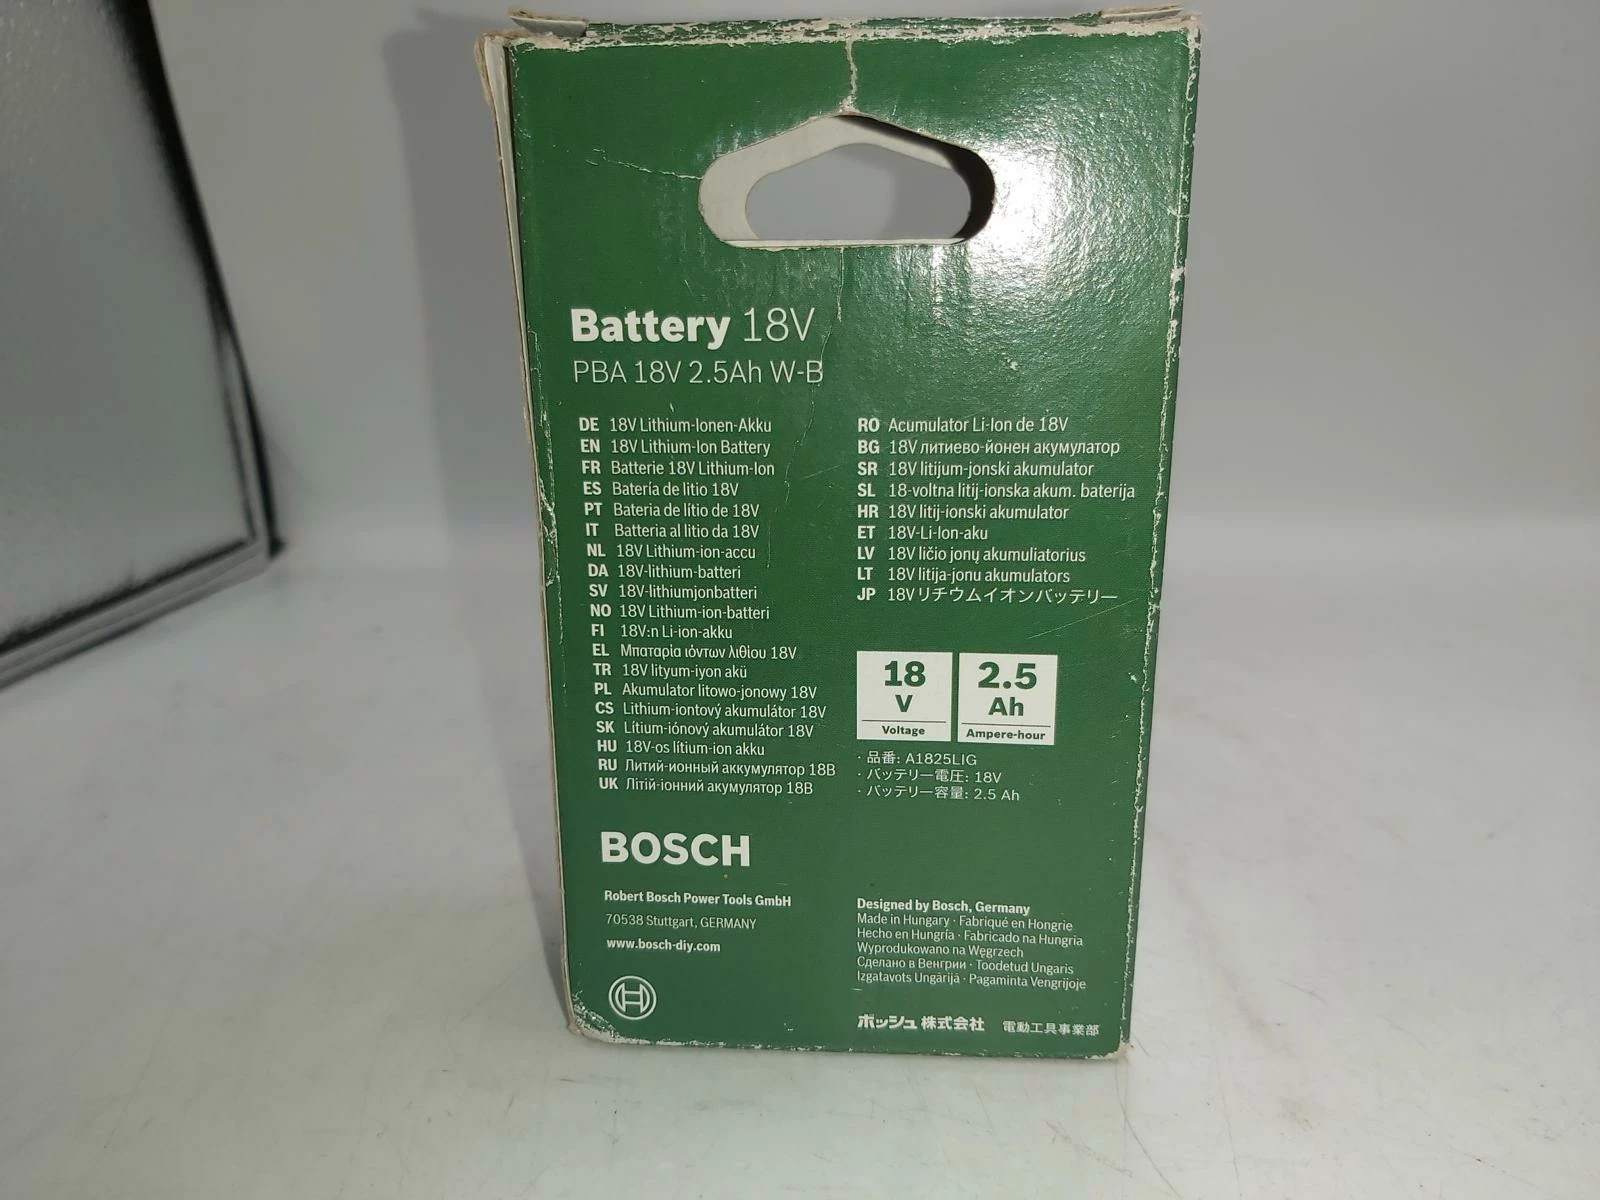 Battery 18V
PBA 18V 2.5Ah W-B
DE 18V Lithium-Ionen-Akku
EN 18V Lithium-Ion Battery
FR Batterie 18V Lithium-Ion
ES Batería de litio 18V
PT Bateria de lítio de 18V
IT Batteria al litio da 18V
NL 18V Lithium-ion-accu
DA 18V-lithium-batteri
SV 18V-lithiumjonbatteri
NO 18V Lithium-ion-batteri
FI 18V:n Li-ion-akku
EL Μπαταρία ιόντων λιθίου 18V
TR 18V lityum-iyon akü
PL Akumulator litowo-jonowy 18V
CS Lithium-iontový akumulátor 18V
SK Lítium-iónový akumulátor 18V
HU 18V-os lítium-ion akku
RU Литий-ионный аккумулятор 18В
UK Літій-іонний акумулятор 18В
RO Acumulator Li-Ion de 18V
BG 18V литиево-йонен акумулатор
SR 18V litijum-jonski akumulator
SL 18-voltna litij-ionska akum. baterija
HR 18V litij-ionski akumulator
ET 18V-Li-Ion-aku
LV 18V ličio jonų akumuliatorius
LT 18V litija-jonu akumulators
JP 18Vリチウムイオンバッテリー
18 V Voltage
2.5 Ah Ampere-hour
・品番: A1825LIG
・バッテリー電圧: 18V
・バッテリー容量: 2.5 Ah
BOSCH
Robert Bosch Power Tools GmbH
70538 Stuttgart, GERMANY
www.bosch-diy.com
Designed by Bosch, Germany
Made in Hungary · Fabriqué en Hongrie
Hecho en Hungría · Fabricado na Hungria
Wyprodukowano na Węgrzech
Сделано в Венгрии · Toodetud Ungaris
Izgatavots Ungārijā · Pagaminta Vengrijoje
ボッシュ株式会社 電動工具事業部